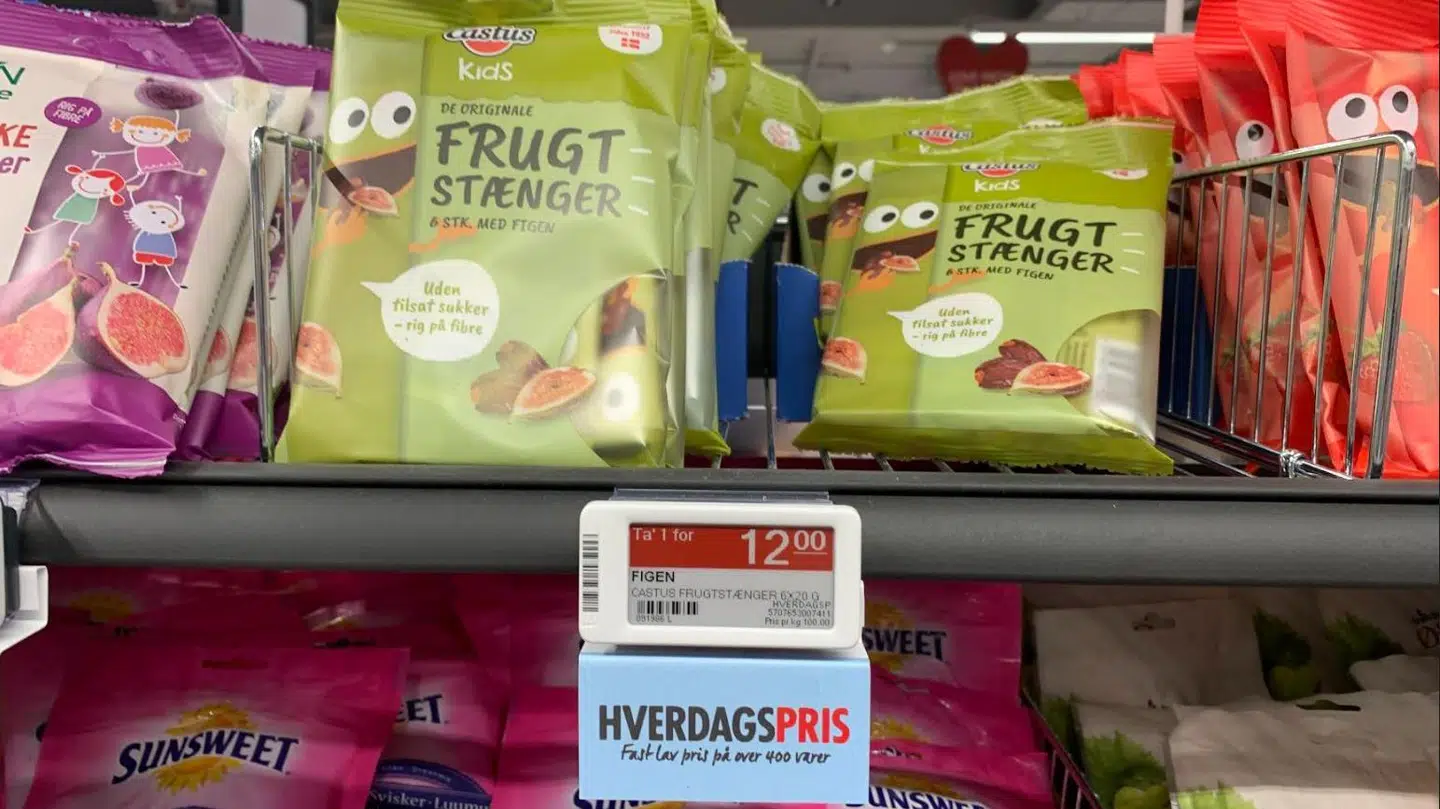 Castus
Kids
DE ORIGINALE
FRUGT
STÆNGER
6 STK. MED FIGEN
Uden
tilsat sukker
- rig på fibre
RIG PÅ
FIBRE
Castus
Castus
Kids
DE ORIGINALE
FRUGT
STÆNGER
6 STK. MED FIGEN
Uden
tilsat sukker
- rig på fibre
Ta' 1 for
12 00
FIGEN
CASTUS FRUGTSTÆNGER 6X20 G
HVERDAGSP
5707653007411
091986 L
Pris pr kg 100.00
HVERDAGSPRIS
Fast lav pris på over 400 varer
SUNSWEET
SUNSWEET